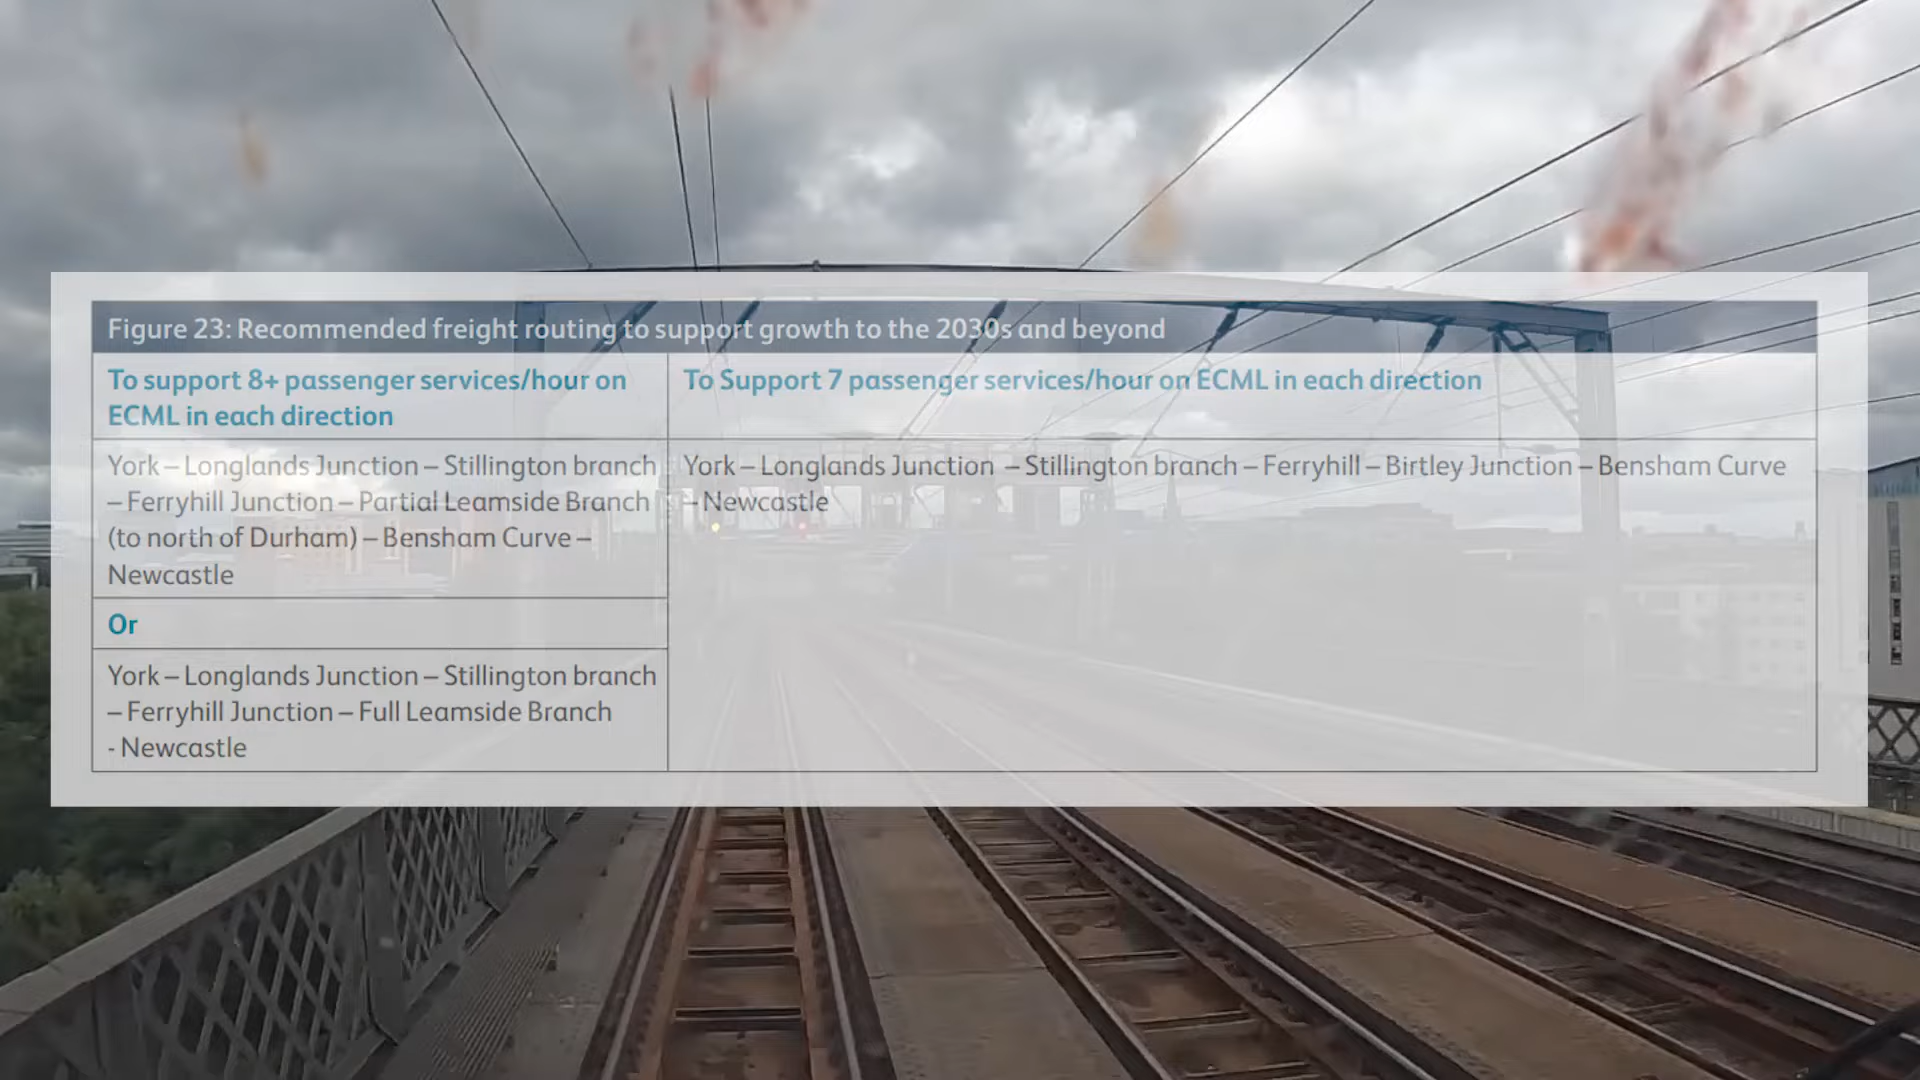 Figure 23: Recommended freight routing to support growth to the 2030s and beyond
To support 8+ passenger services/hour on
ECML in each direction
To Support 7 passenger services/hour on ECML in each direction
York – Longlands Junction – Stillington branch
– Ferryhill Junction – Partial Leamside Branch
(to north of Durham) – Bensham Curve –
Newcastle
York – Longlands Junction – Stillington branch – Ferryhill – Birtley Junction – Bensham Curve
– Newcastle
Or
York – Longlands Junction – Stillington branch
– Ferryhill Junction – Full Leamside Branch
- Newcastle